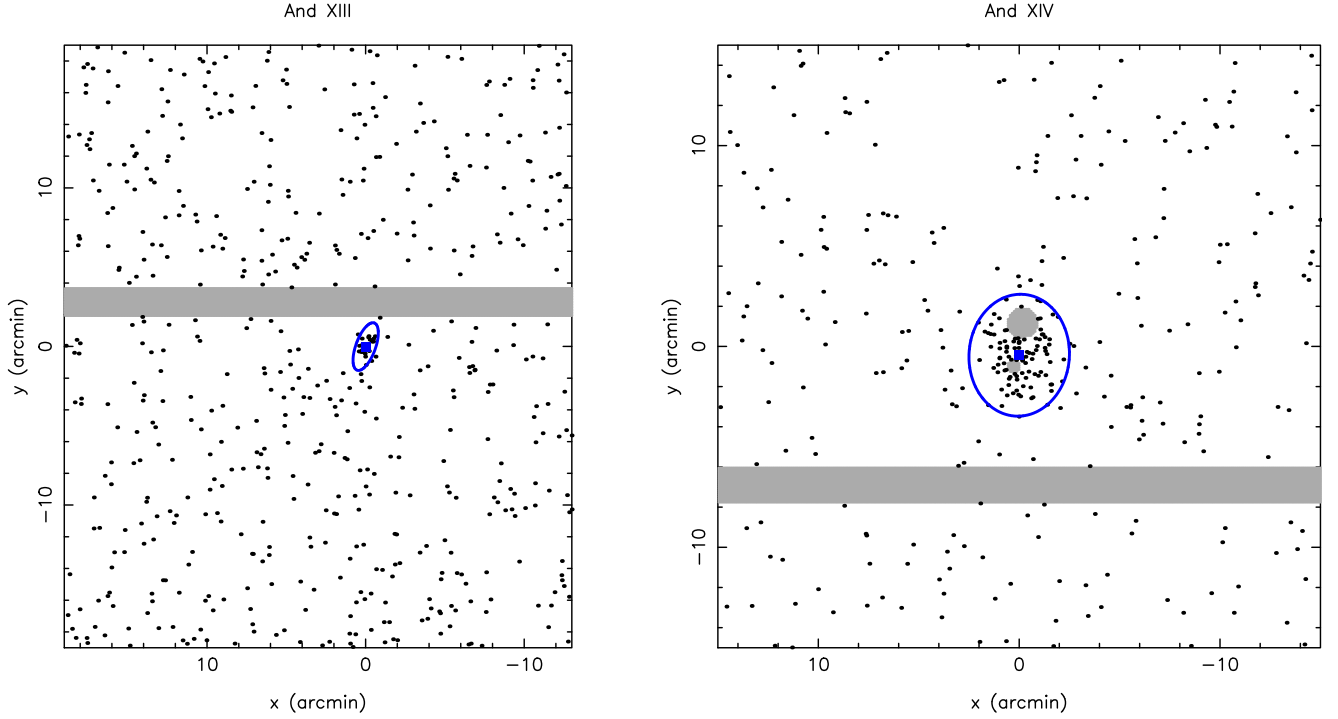 And XIII
And XIV
10
0
−10
y (arcmin)
10
0
−10
x (arcmin)
10
0
−10
y (arcmin)
10
0
−10
x (arcmin)